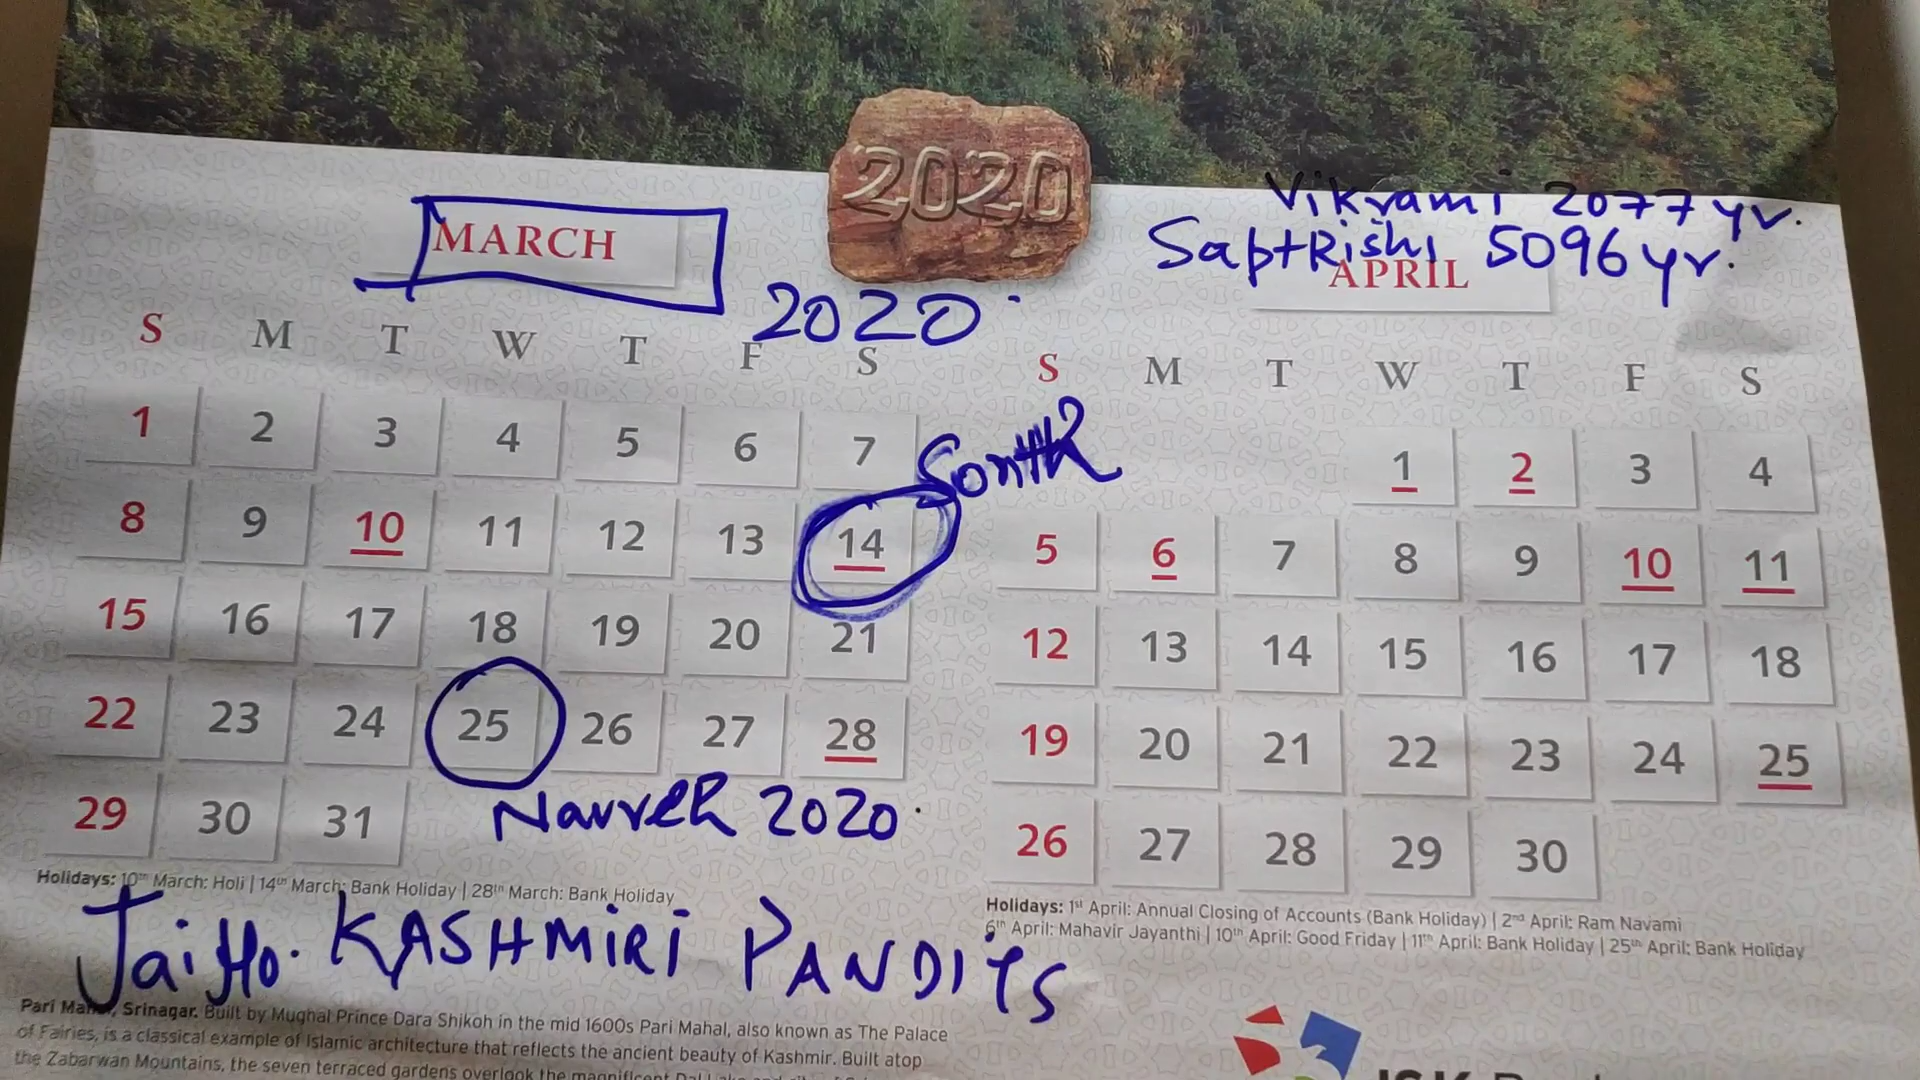 2020
Vikrami 2077 yr.
SaptRishi 5096 yr.
MARCH
2020
S M T W T F S
1 2 3 4 5 6 7
Sonth
8 9 10 11 12 13 14
15 16 17 18 19 20 21
22 23 24 25 26 27 28
29 30 31
Navreh 2020.
Holidays: 10th March: Holi | 14th March: Bank Holiday | 28th March: Bank Holiday
APRIL
S M T W T F S
1 2 3 4
5 6 7 8 9 10 11
12 13 14 15 16 17 18
19 20 21 22 23 24 25
26 27 28 29 30
Holidays: 1st April: Annual Closing of Accounts (Bank Holiday) | 2nd April: Ram Navami
6th April: Mahavir Jayanthi | 10th April: Good Friday | 11th April: Bank Holiday | 25th April: Bank Holiday
Jai Ho. KASHMIRI PANDITS
Pari Mahal, Srinagar. Built by Mughal Prince Dara Shikoh in the mid 1600s Pari Mahal, also known as The Palace
of Fairies, is a classical example of Islamic architecture that reflects the ancient beauty of Kashmir. Built atop
the Zabarwan Mountains, the seven terraced gardens overlook the magnificent Dal Lake and city of